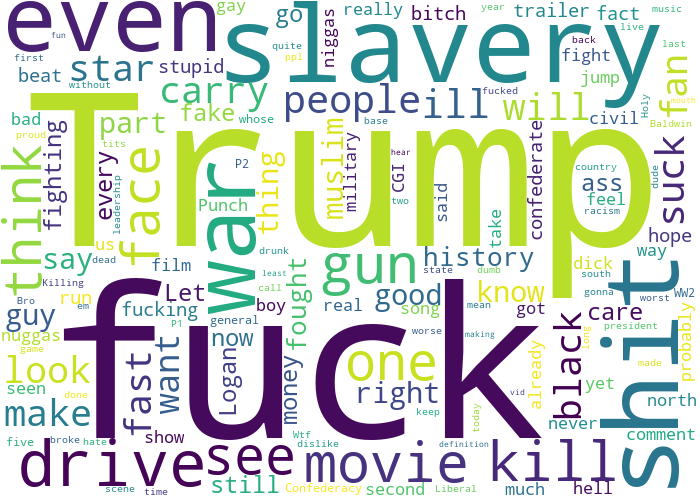 even
slavery
gay
go
really
bitch
trailer
fact
year
music
fun
quite
ppl
niggas
fucked
back
live
last
first
beat
star
stupid
fight
jump
fan
without
carry
people
ill
will
civil
Holy
mouth
bad
part
fake
whose
base
Baldwin
proud
Trump
fighting
tits
think
every
face
leadership
P2
thing
muslim
military
CGI
hear
two
said
confederate
country
ass
dude
suck
feel
racism
Punch
take
us
war
hope
say
dead
film
drunk
gun
history
way
dick
south
shit
Killing
run
Let
least
call
fought
state
dumb
know
gonna
worst
WW2
Bro
em
fucking
boy
real
good
mean
got
care
president
probably
guy
P1
general
song
worse
making
nuggas
fuck
now
one
black
song
north
game
fast
want
Logan
money
vid
already
made
look
right
yet
seen
done
keep
today
never
comment
make
Wtf
dislike
definition
five
broke
hate
show
drive
see
movie
kill
scene
time
still
Confederacy
second
Liberal
much
hell